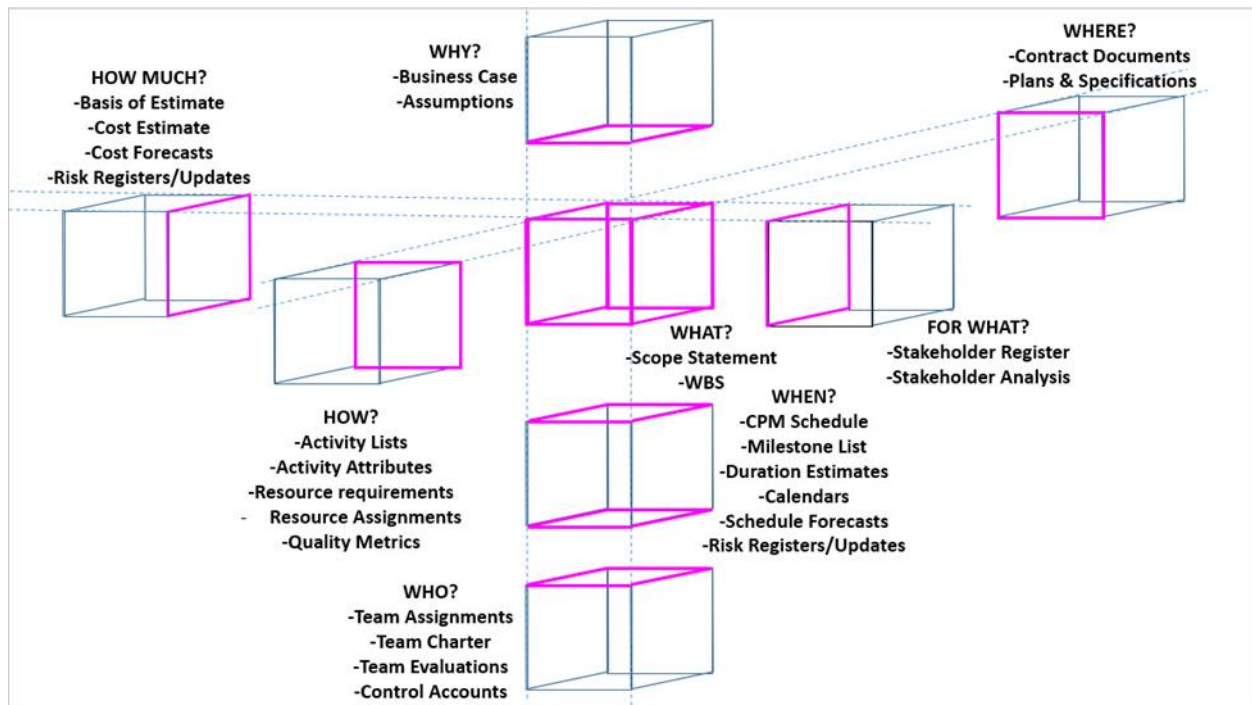 HOW MUCH?
-Basis of Estimate
-Cost Estimate
-Cost Forecasts
-Risk Registers/Updates
WHY?
-Business Case
-Assumptions
WHERE?
-Contract Documents
-Plans & Specifications
WHAT?
-Scope Statement
-WBS
FOR WHAT?
-Stakeholder Register
-Stakeholder Analysis
HOW?
-Activity Lists
-Activity Attributes
-Resource requirements
- Resource Assignments
-Quality Metrics
WHEN?
-CPM Schedule
-Milestone List
-Duration Estimates
-Calendars
-Schedule Forecasts
-Risk Registers/Updates
WHO?
-Team Assignments
-Team Charter
-Team Evaluations
-Control Accounts